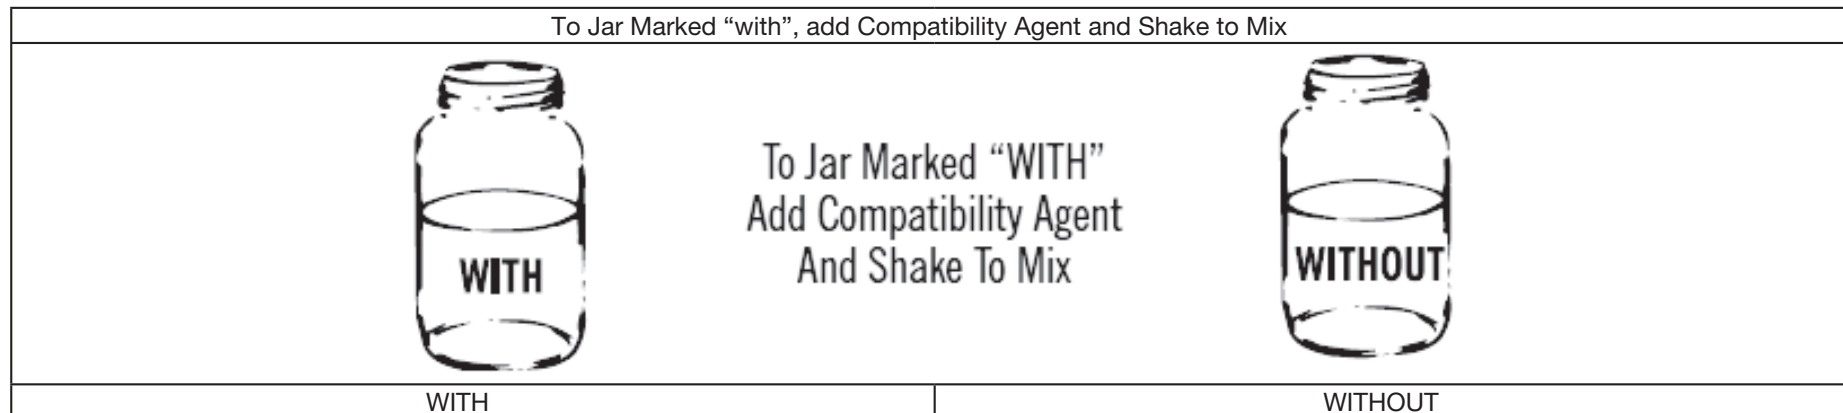 To Jar Marked “with”, add Compatibility Agent and Shake to Mix
WITH
To Jar Marked “WITH”
Add Compatibility Agent
And Shake To Mix
WITHOUT
WITH
WITHOUT